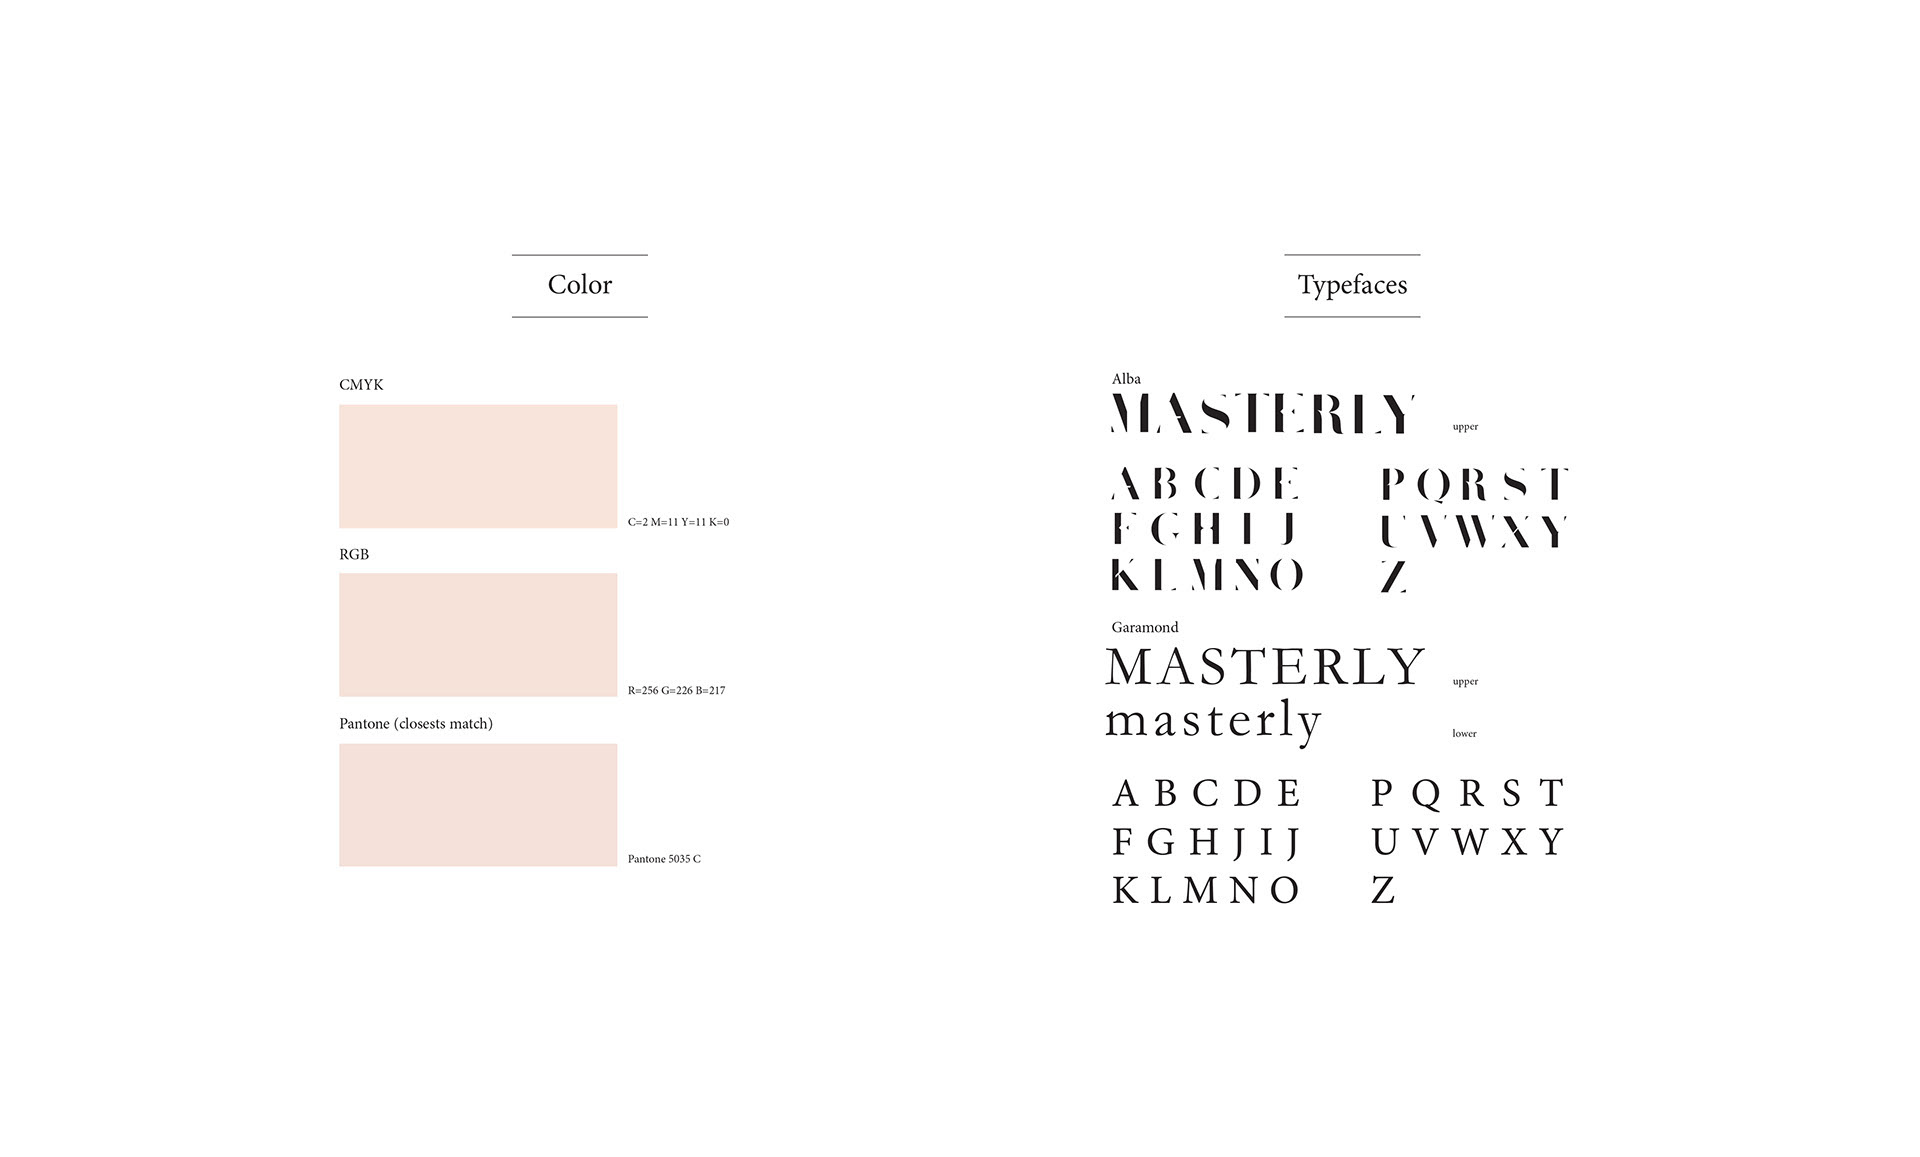 Color
CMYK
C=2 M=11 Y=11 K=0
RGB
R=256 G=226 B=217
Pantone (closests match)
Pantone 5035 C
Typefaces
Alba
MASTERLY upper
A B C D E
F G H I J
K L M N O
P Q R S T
U V W X Y
Z
Garamond
MASTERLY upper
masterly lower
A B C D E
F G H J I J
K L M N O
P Q R S T
U V W X Y
Z